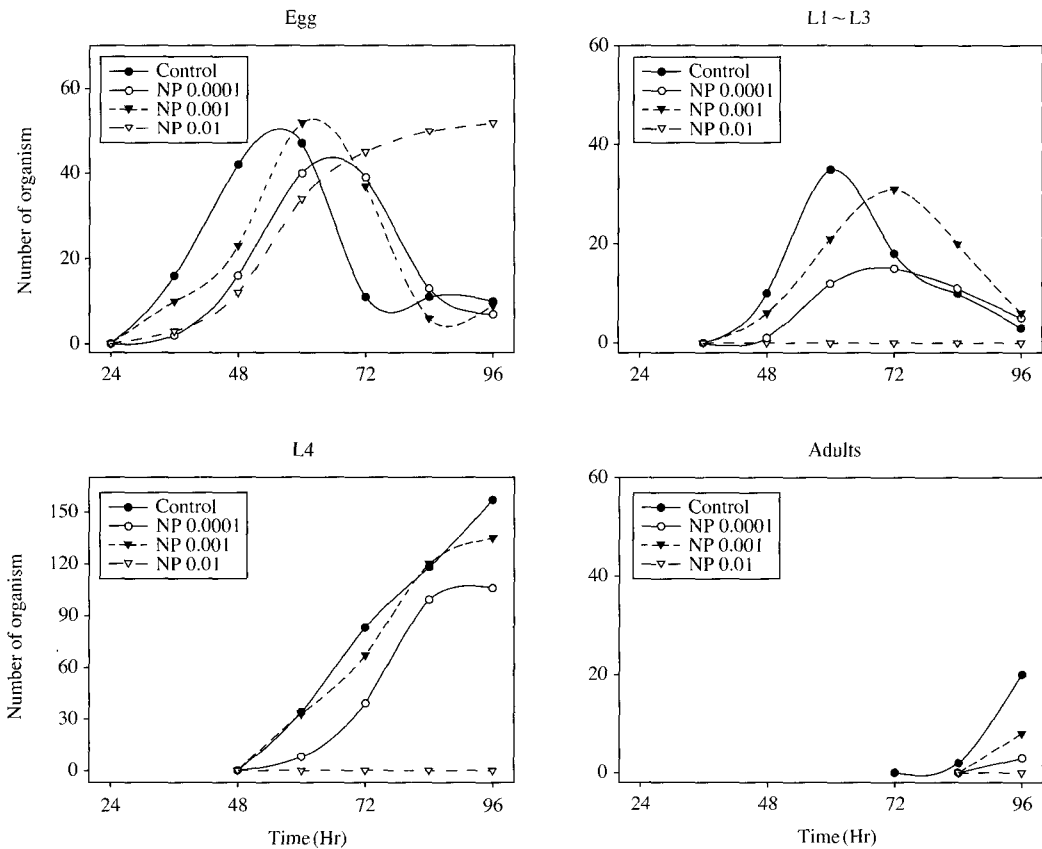 Egg
Number of organism
60
40
20
0
Control
NP 0.0001
NP 0.001
NP 0.01
24
48
72
96
L1 ~ L3
60
40
20
0
Control
NP 0.0001
NP 0.001
NP 0.01
24
48
72
96
L4
Number of organism
150
120
90
60
30
0
Control
NP 0.0001
NP 0.001
NP 0.01
24
48
72
96
Time (Hr)
Adults
60
40
20
0
Control
NP 0.0001
NP 0.001
NP 0.01
24
48
72
96
Time (Hr)